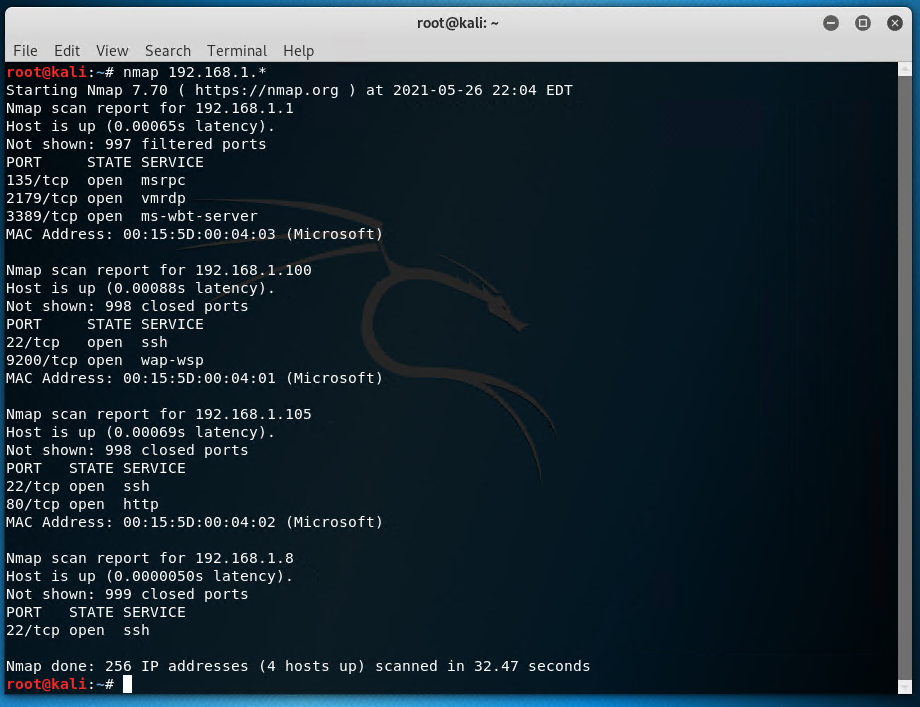 root@kali: ~
File Edit View Search Terminal Help
root@kali:~# nmap 192.168.1.*
Starting Nmap 7.70 ( https://nmap.org ) at 2021-05-26 22:04 EDT
Nmap scan report for 192.168.1.1
Host is up (0.00065s latency).
Not shown: 997 filtered ports
PORT     STATE SERVICE
135/tcp  open  msrpc
2179/tcp open  vmrdp
3389/tcp open  ms-wbt-server
MAC Address: 00:15:5D:00:04:03 (Microsoft)

Nmap scan report for 192.168.1.100
Host is up (0.00088s latency).
Not shown: 998 closed ports
PORT     STATE SERVICE
22/tcp   open  ssh
9200/tcp open  wap-wsp
MAC Address: 00:15:5D:00:04:01 (Microsoft)

Nmap scan report for 192.168.1.105
Host is up (0.00069s latency).
Not shown: 998 closed ports
PORT   STATE SERVICE
22/tcp open  ssh
80/tcp open  http
MAC Address: 00:15:5D:00:04:02 (Microsoft)

Nmap scan report for 192.168.1.8
Host is up (0.0000050s latency).
Not shown: 999 closed ports
PORT   STATE SERVICE
22/tcp open  ssh

Nmap done: 256 IP addresses (4 hosts up) scanned in 32.47 seconds
root@kali:~#